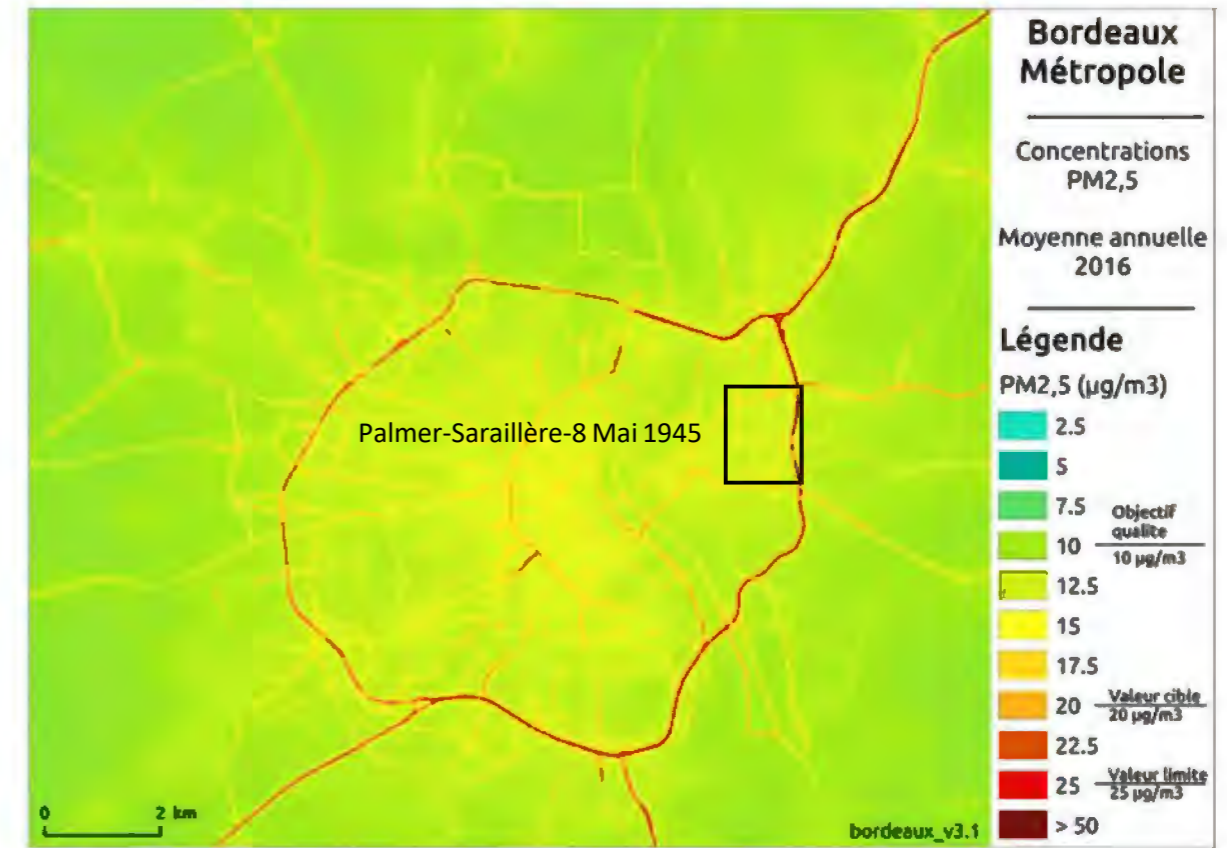 Bordeaux
Métropole
Concentrations
PM2,5
Moyenne annuelle
2016
Légende
PM2,5 (µg/m3)
2.5
5
7.5
Objectif
qualite
10
10 µg/m3
12.5
15
17.5
20
Valeur cible
20 µg/m3
22.5
25
Valeur limite
25 µg/m3
> 50
Palmer-Saraillère-8 Mai 1945
0 2 km
bordeaux_v3.1